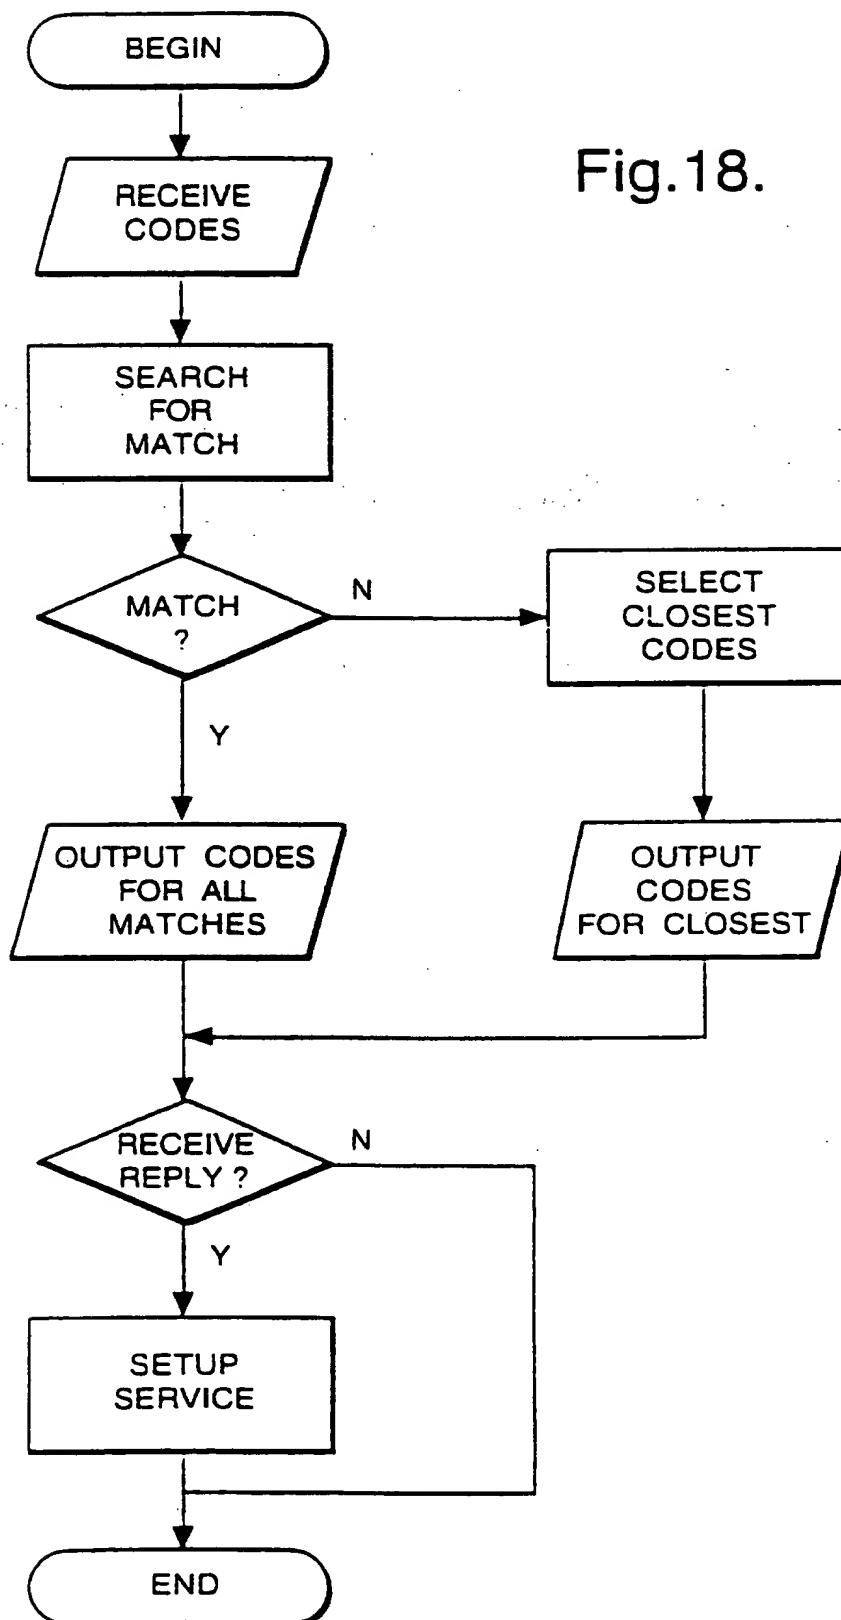 BEGIN
Fig.18.
RECEIVE
CODES
SEARCH
FOR
MATCH
MATCH
?
N
SELECT
CLOSEST
CODES
Y
OUTPUT CODES
FOR ALL
MATCHES
OUTPUT
CODES
FOR CLOSEST
RECEIVE
REPLY ?
N
Y
SETUP
SERVICE
END